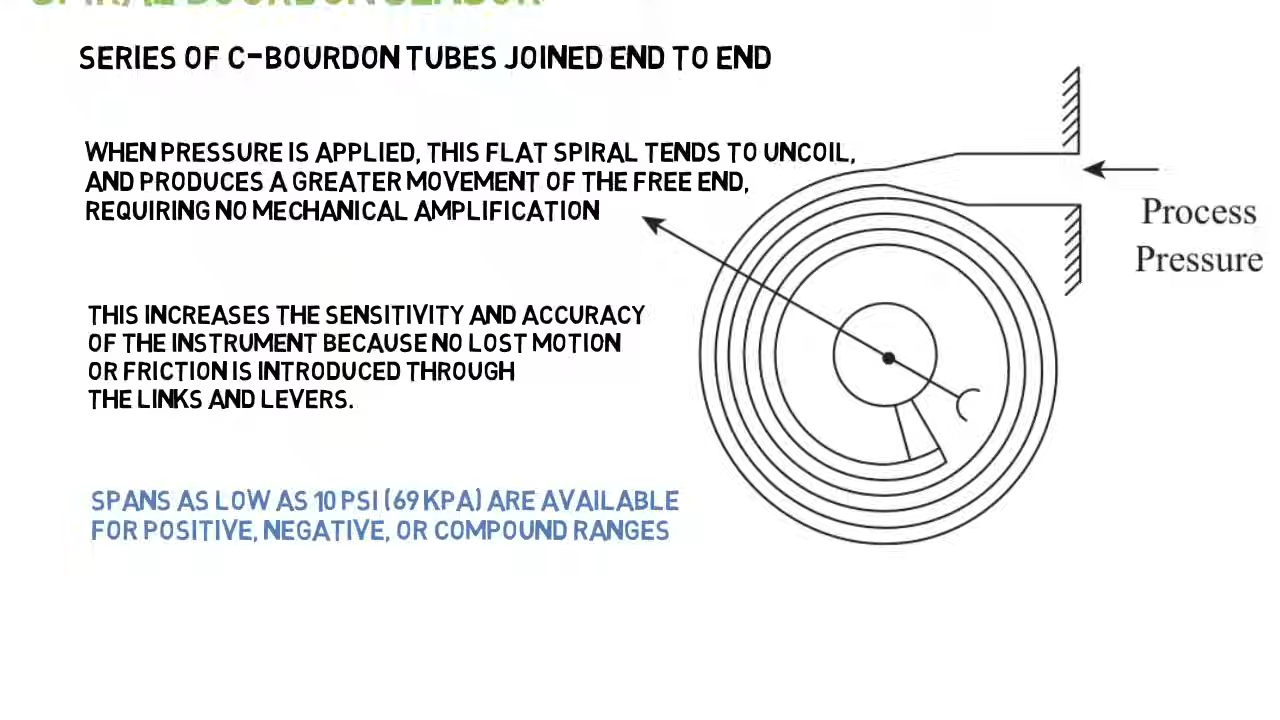 SERIES OF C-BOURDON TUBES JOINED END TO END
WHEN PRESSURE IS APPLIED, THIS FLAT SPIRAL TENDS TO UNCOIL,
AND PRODUCES A GREATER MOVEMENT OF THE FREE END,
REQUIRING NO MECHANICAL AMPLIFICATION
Process
Pressure
THIS INCREASES THE SENSITIVITY AND ACCURACY
OF THE INSTRUMENT BECAUSE NO LOST MOTION
OR FRICTION IS INTRODUCED THROUGH
THE LINKS AND LEVERS.
SPANS AS LOW AS 10 PSI (69 KPA) ARE AVAILABLE
FOR POSITIVE, NEGATIVE, OR COMPOUND RANGES